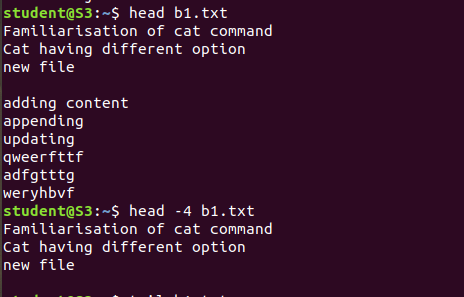 student@S3:~$ head b1.txt
Familiarisation of cat command
Cat having different option
new file

adding content
appending
updating
qweerfttf
adfgtttg
weryhbvf
student@S3:~$ head -4 b1.txt
Familiarisation of cat command
Cat having different option
new file